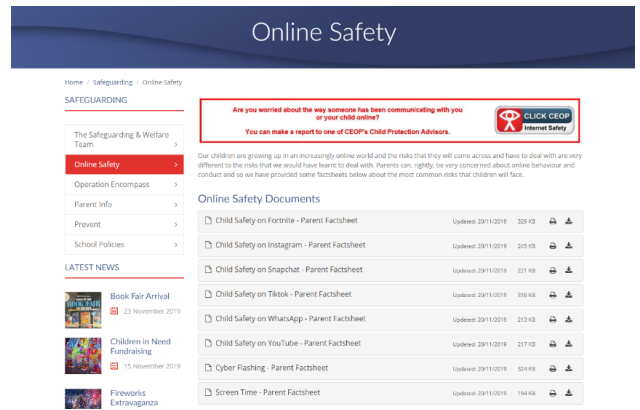 Online Safety
Home / Safeguarding / Online Safety
SAFEGUARDING
The Safeguarding & Welfare
Team
Online Safety
Operation Encompass
Parent Info
Prevent
School Policies
LATEST NEWS
Book Fair Arrival
23 November 2019
Children in Need
Fundraising
15 November 2019
Fireworks
Extravaganza
Are you worried about the way someone has been communicating with you
or your child online?
You can make a report to one of CEOP's Child Protection Advisors.
CLICK CEOP
Internet Safety
Our children are growing up in an increasingly online world and the risks that they will come across and have to deal with are very
different to the risks that we would have learnt to deal with. Parents can, rightly, be very concerned about online behaviour and
conduct and so we have provided some factsheets below about the most common risks that children will face.
Online Safety Documents
Child Safety on Fortnite - Parent Factsheet Updated: 20/11/2019 329 KB
Child Safety on Instagram - Parent Factsheet Updated: 20/11/2019 245 KB
Child Safety on Snapchat - Parent Factsheet Updated: 20/11/2019 221 KB
Child Safety on Tiktok - Parent Factsheet Updated: 20/11/2019 316 KB
Child Safety on WhatsApp - Parent Factsheet Updated: 20/11/2019 213 KB
Child Safety on YouTube - Parent Factsheet Updated: 20/11/2019 217 KB
Cyber Flashing - Parent Factsheet Updated: 20/11/2019 324 KB
Screen Time - Parent Factsheet Updated: 20/11/2019 194 KB